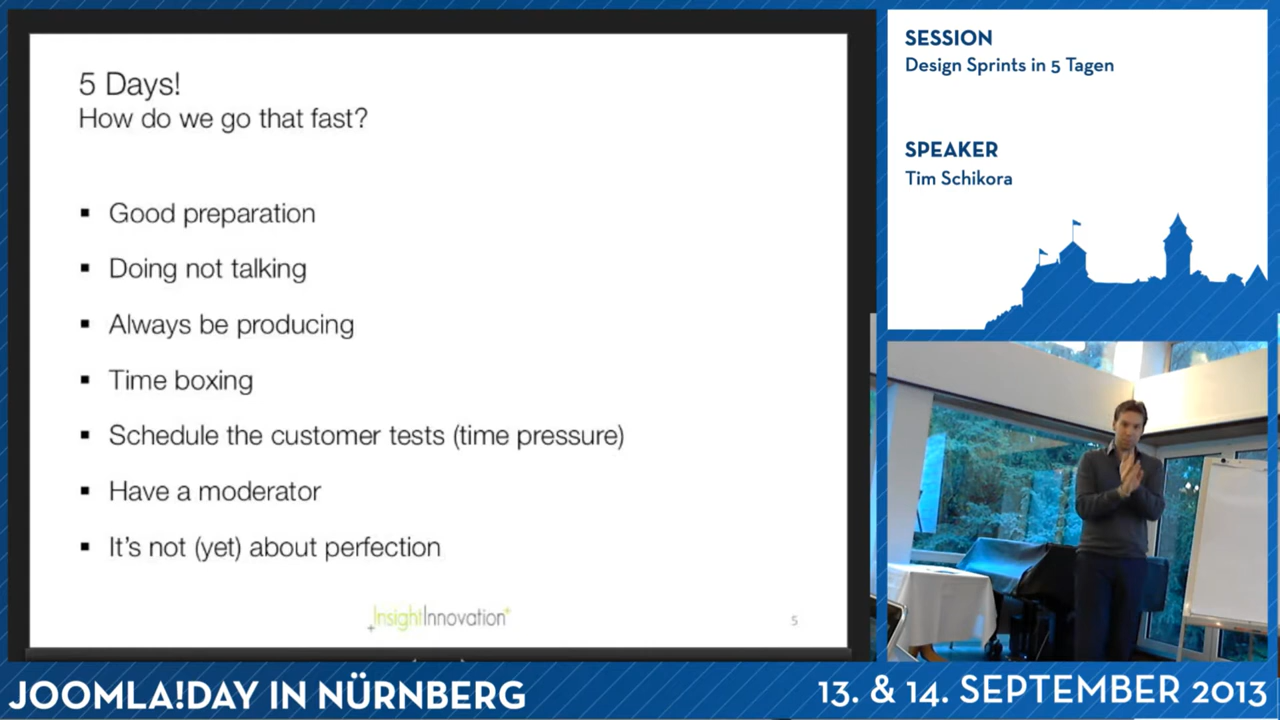 5 Days!
How do we go that fast?
Good preparation
Doing not talking
Always be producing
Time boxing
Schedule the customer tests (time pressure)
Have a moderator
It's not (yet) about perfection
InsightInnovation
5
SESSION
Design Sprints in 5 Tagen
SPEAKER
Tim Schikora
JOOMLA!DAY IN NÜRNBERG
13. & 14. SEPTEMBER 2013